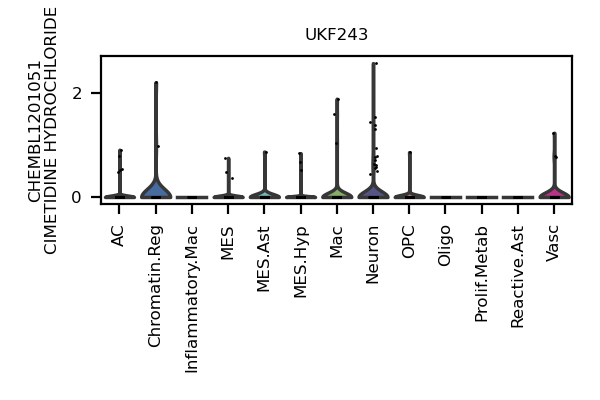 UKF243
CHEMBL1201051
CIMETIDINE HYDROCHLORIDE
2
0
AC
Chromatin.Reg
Inflammatory.Mac
MES
MES.Ast
MES.Hyp
Mac
Neuron
OPC
Oligo
Prolif.Metab
Reactive.Ast
Vasc